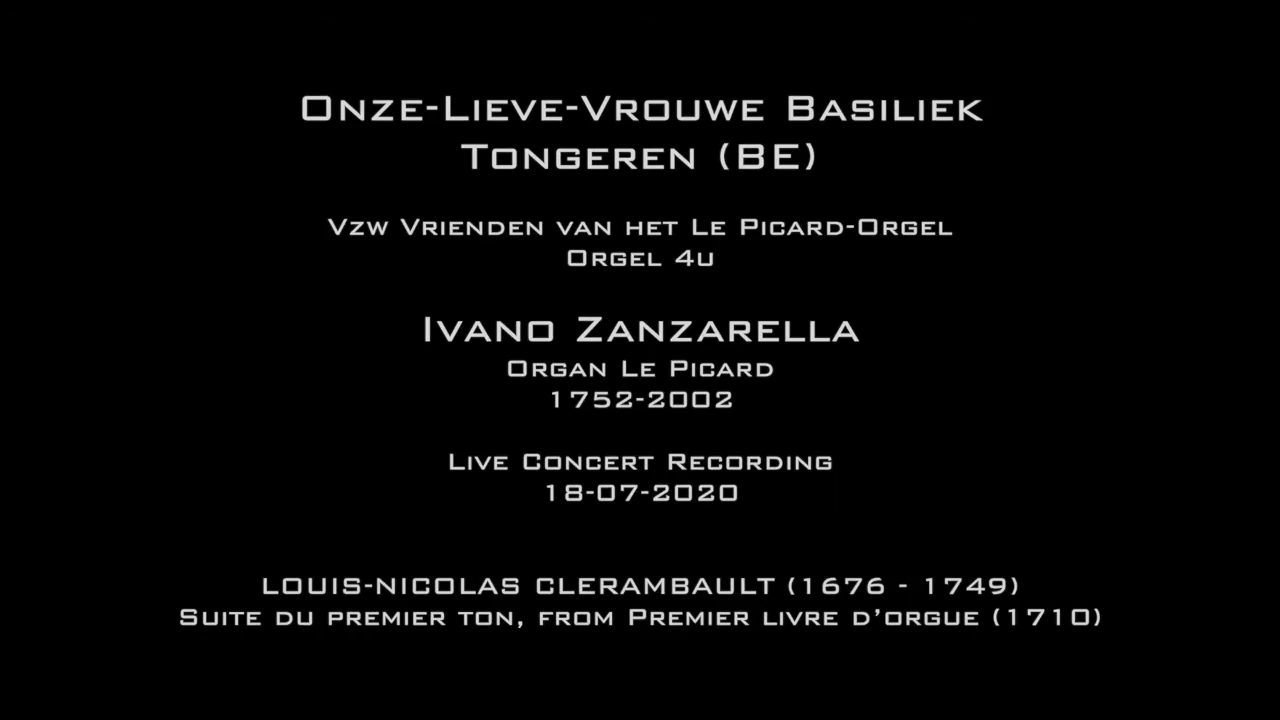 Onze-Lieve-Vrouwe Basiliek
Tongeren (BE)
Vzw Vrienden van het Le Picard-Orgel
Orgel 4u
Ivano Zanzarella
Organ Le Picard
1752-2002
Live Concert Recording
18-07-2020
LOUIS-NICOLAS CLERAMBAULT (1676 - 1749)
Suite du premier ton, from Premier livre d’orgue (1710)